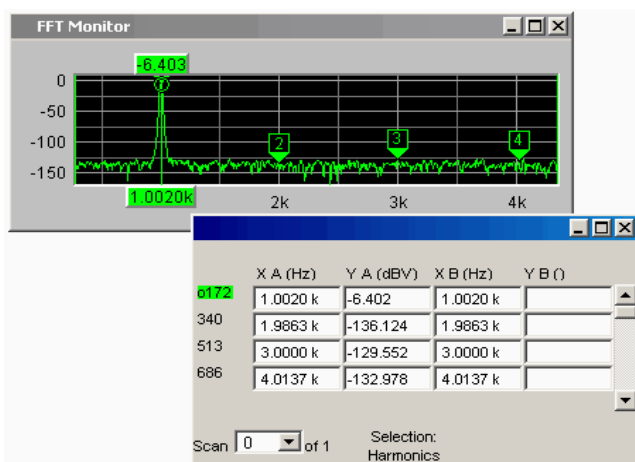 FFT Monitor
-6.403
0
-50
-100
-150
2
3
4
1.0020K
2k
3k
4k
X A (Hz) Y A (dBV) X B (Hz) Y B ()
o172 1.0020 k -6.402 1.0020 k
340 1.9863 k -136.124 1.9863 k
513 3.0000 k -129.552 3.0000 k
686 4.0137 k -132.978 4.0137 k
Scan 0 of 1
Selection:
Harmonics